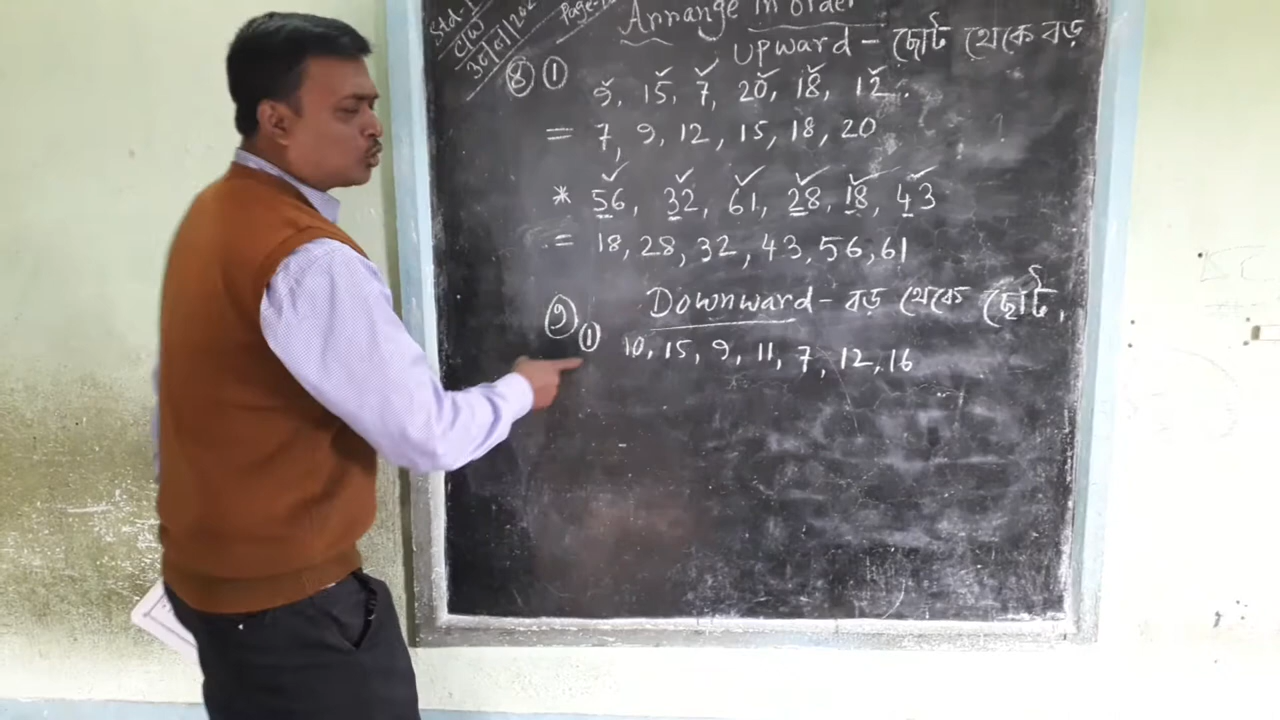 Std-I
C/W
Page-
Arrange in order
Upward - ছোট থেকে বড়
⑧ ① 9, 15, 7, 20, 18, 12.
= 7, 9, 12, 15, 18, 20
* 56, 32, 61, 28, 18, 43
= 18, 28, 32, 43, 56, 61
⑨ Downward - বড় থেকে ছোট,
① 10, 15, 9, 11, 7, 12, 16